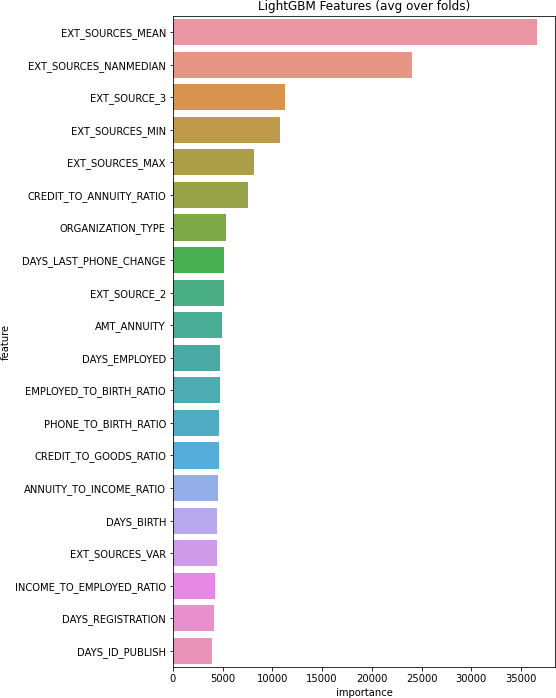 LightGBM Features (avg over folds)
EXT_SOURCES_MEAN
EXT_SOURCES_NANMEDIAN
EXT_SOURCE_3
EXT_SOURCES_MIN
EXT_SOURCES_MAX
CREDIT_TO_ANNUITY_RATIO
ORGANIZATION_TYPE
DAYS_LAST_PHONE_CHANGE
EXT_SOURCE_2
AMT_ANNUITY
DAYS_EMPLOYED
EMPLOYED_TO_BIRTH_RATIO
PHONE_TO_BIRTH_RATIO
CREDIT_TO_GOODS_RATIO
ANNUITY_TO_INCOME_RATIO
DAYS_BIRTH
EXT_SOURCES_VAR
INCOME_TO_EMPLOYED_RATIO
DAYS_REGISTRATION
DAYS_ID_PUBLISH
feature
0 5000 10000 15000 20000 25000 30000 35000
importance